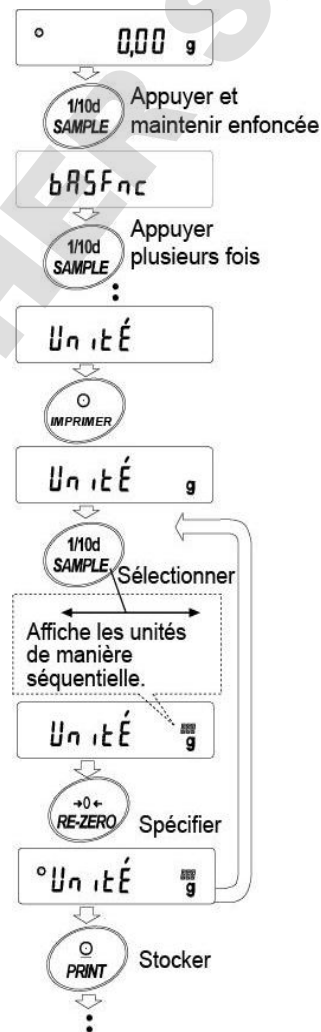 0,00 g
1/10d
SAMPLE
Appuyer et
maintenir enfoncée
bASFnc
1/10d
SAMPLE
Appuyer
plusieurs fois
UnitÉ
IMPRIMER
UnitÉ g
1/10d
SAMPLE
Sélectionner
Affiche les unités
de manière
séquentielle.
UnitÉ g
→0←
RE-ZERO
Spécifier
UnitÉ g
PRINT
Stocker